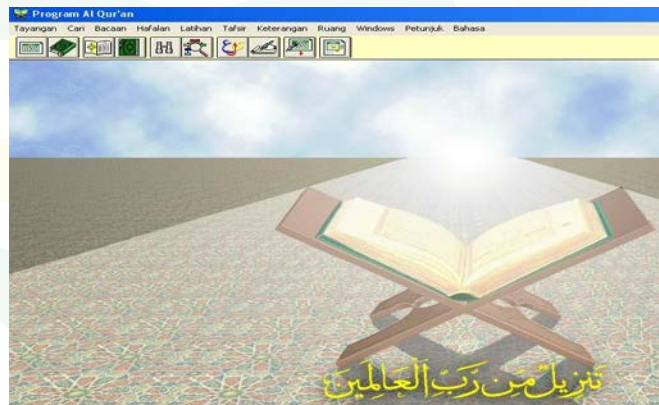 Program Al Qur'an
Tayangan Cari Bacaan Hafalan Latihan Tafsir Keterangan Ruang Windows Petunjuk Bahasa
تَنزِيلٌ مِّن رَّبِّ الْعَالَمِينَ